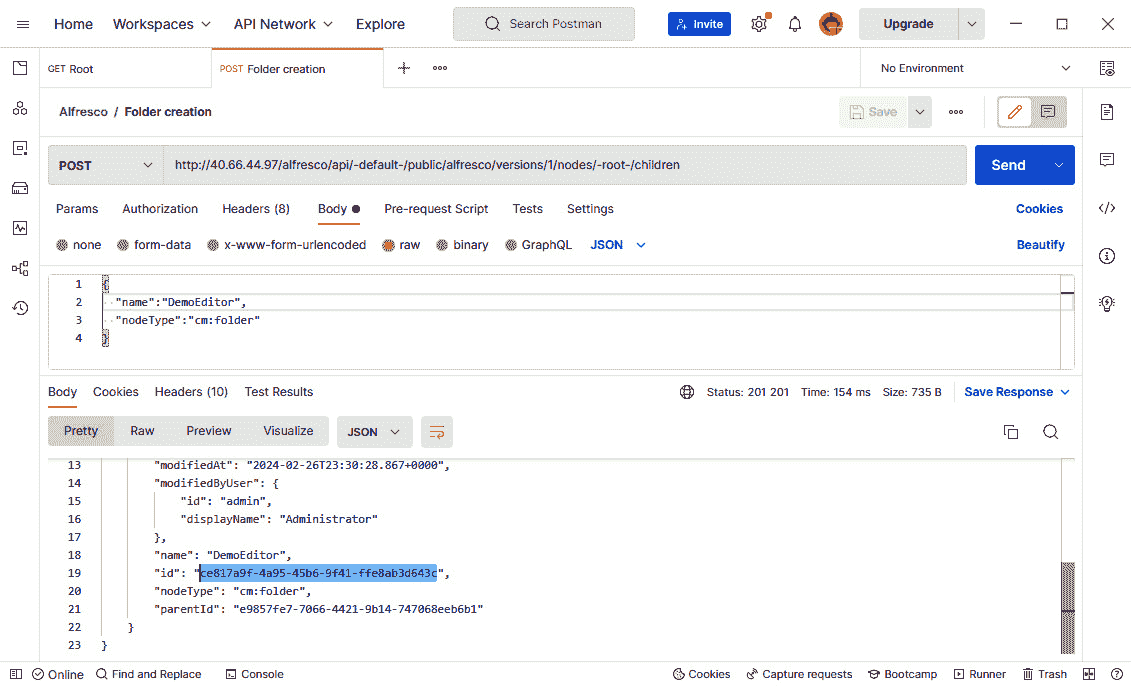 Home Workspaces API Network Explore Search Postman Invite Upgrade
GET Root POST Folder creation No Environment
Alfresco / Folder creation Save
POST http://40.66.44.97/alfresco/api/-default-/public/alfresco/versions/1/nodes/-root-/children Send
Params Authorization Headers (8) Body Pre-request Script Tests Settings Cookies
none form-data x-www-form-urlencoded raw binary GraphQL JSON Beautify
1 {
2 "name":"DemoEditor",
3 "nodeType":"cm:folder"
4 }
Body Cookies Headers (10) Test Results Status: 201 201 Time: 154 ms Size: 735 B Save Response
Pretty Raw Preview Visualize JSON
13 "modifiedAt": "2024-02-26T23:30:28.867+0000",
14 "modifiedByUser": {
15 "id": "admin",
16 "displayName": "Administrator"
17 },
18 "name": "DemoEditor",
19 "id": "ce817a9f-4a95-45b6-9f41-ffe8ab3d643c",
20 "nodeType": "cm:folder",
21 "parentId": "e9857fe7-7066-4421-9b14-747068eeb6b1"
22 }
23 }
Online Find and Replace Console Cookies Capture requests Bootcamp Runner Trash